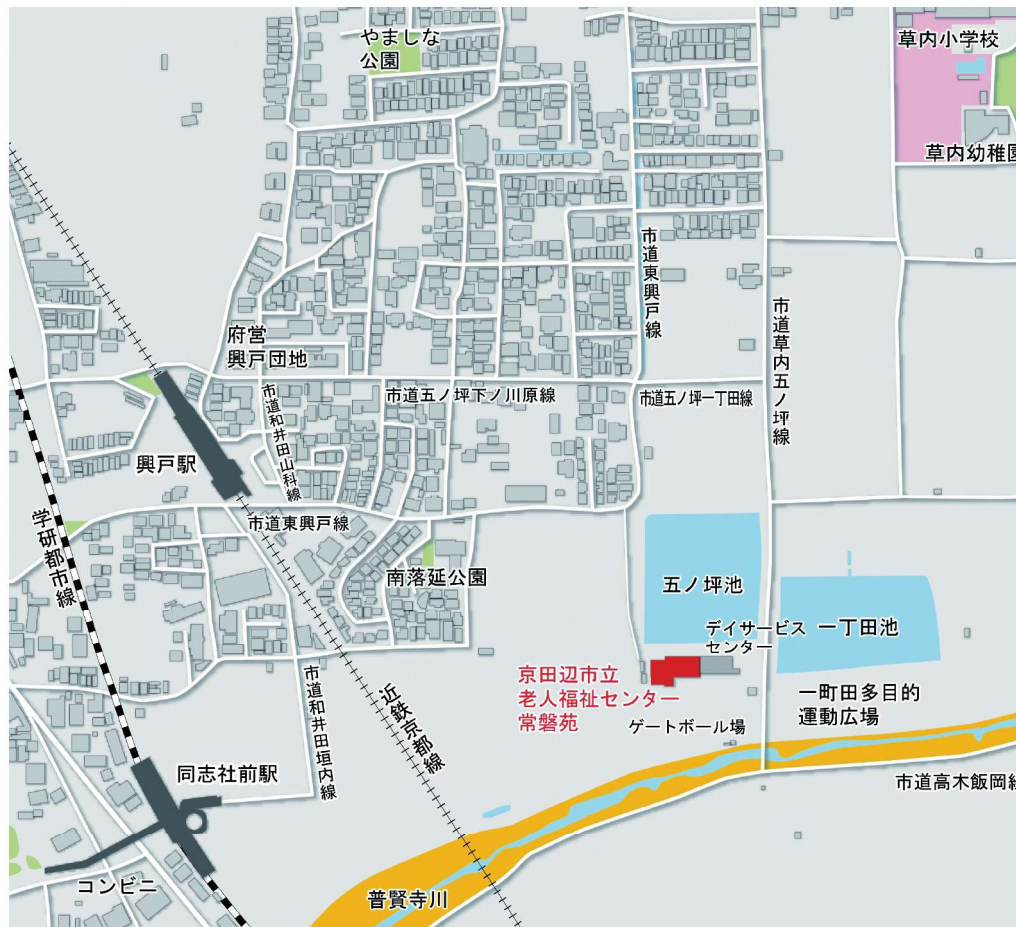 やましな
公園
草内小学校
草内幼稚園
市道東興戸線
市道草内五ノ坪線
府営
興戸団地
市道五ノ坪下ノ川原線
市道五ノ坪一丁田線
市道和井田山科線
興戸駅
学研都市線
市道東興戸線
南落延公園
五ノ坪池
デイサービス
センター
一丁田池
京田辺市立
老人福祉センター
常磐苑
一町田多目的
運動広場
ゲートボール場
市道和井田垣内線
近鉄京都線
同志社前駅
市道高木飯岡線
コンビニ
普賢寺川